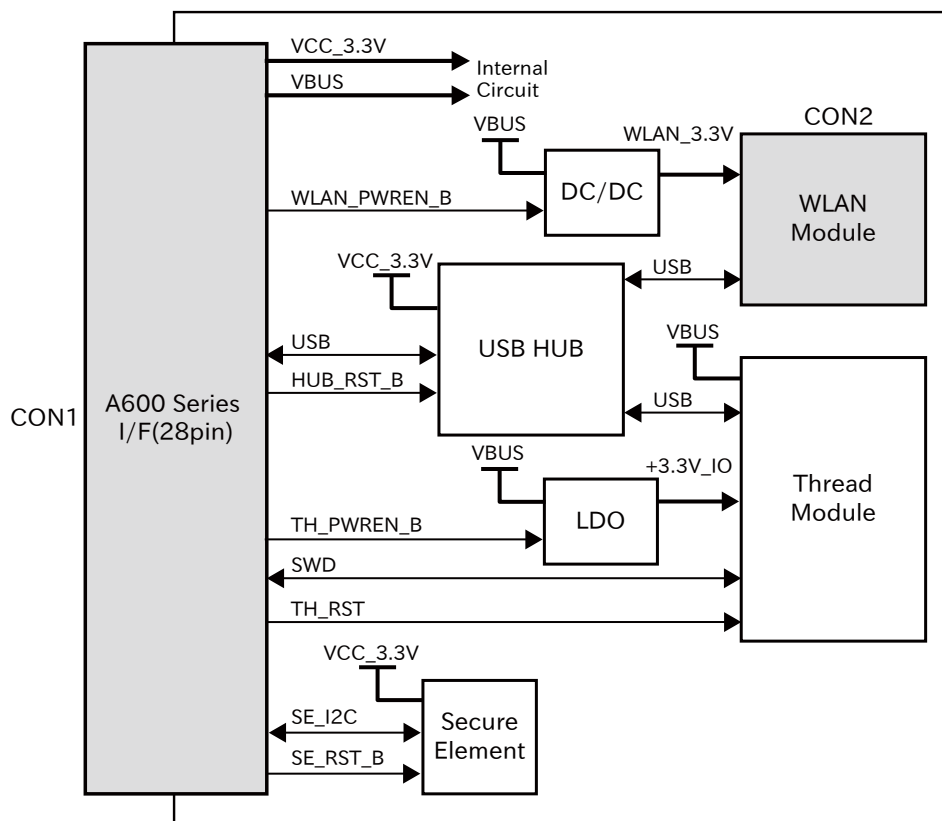 VCC_3.3V
VBUS
Internal
Circuit
CON2
VBUS
WLAN_3.3V
DC/DC
WLAN
Module
WLAN_PWREN_B
VCC_3.3V
USB
USB HUB
VBUS
USB
HUB_RST_B
USB
CON1
A600 Series
I/F(28pin)
VBUS
+3.3V_IO
LDO
Thread
Module
TH_PWREN_B
SWD
TH_RST
VCC_3.3V
SE_I2C
Secure
Element
SE_RST_B